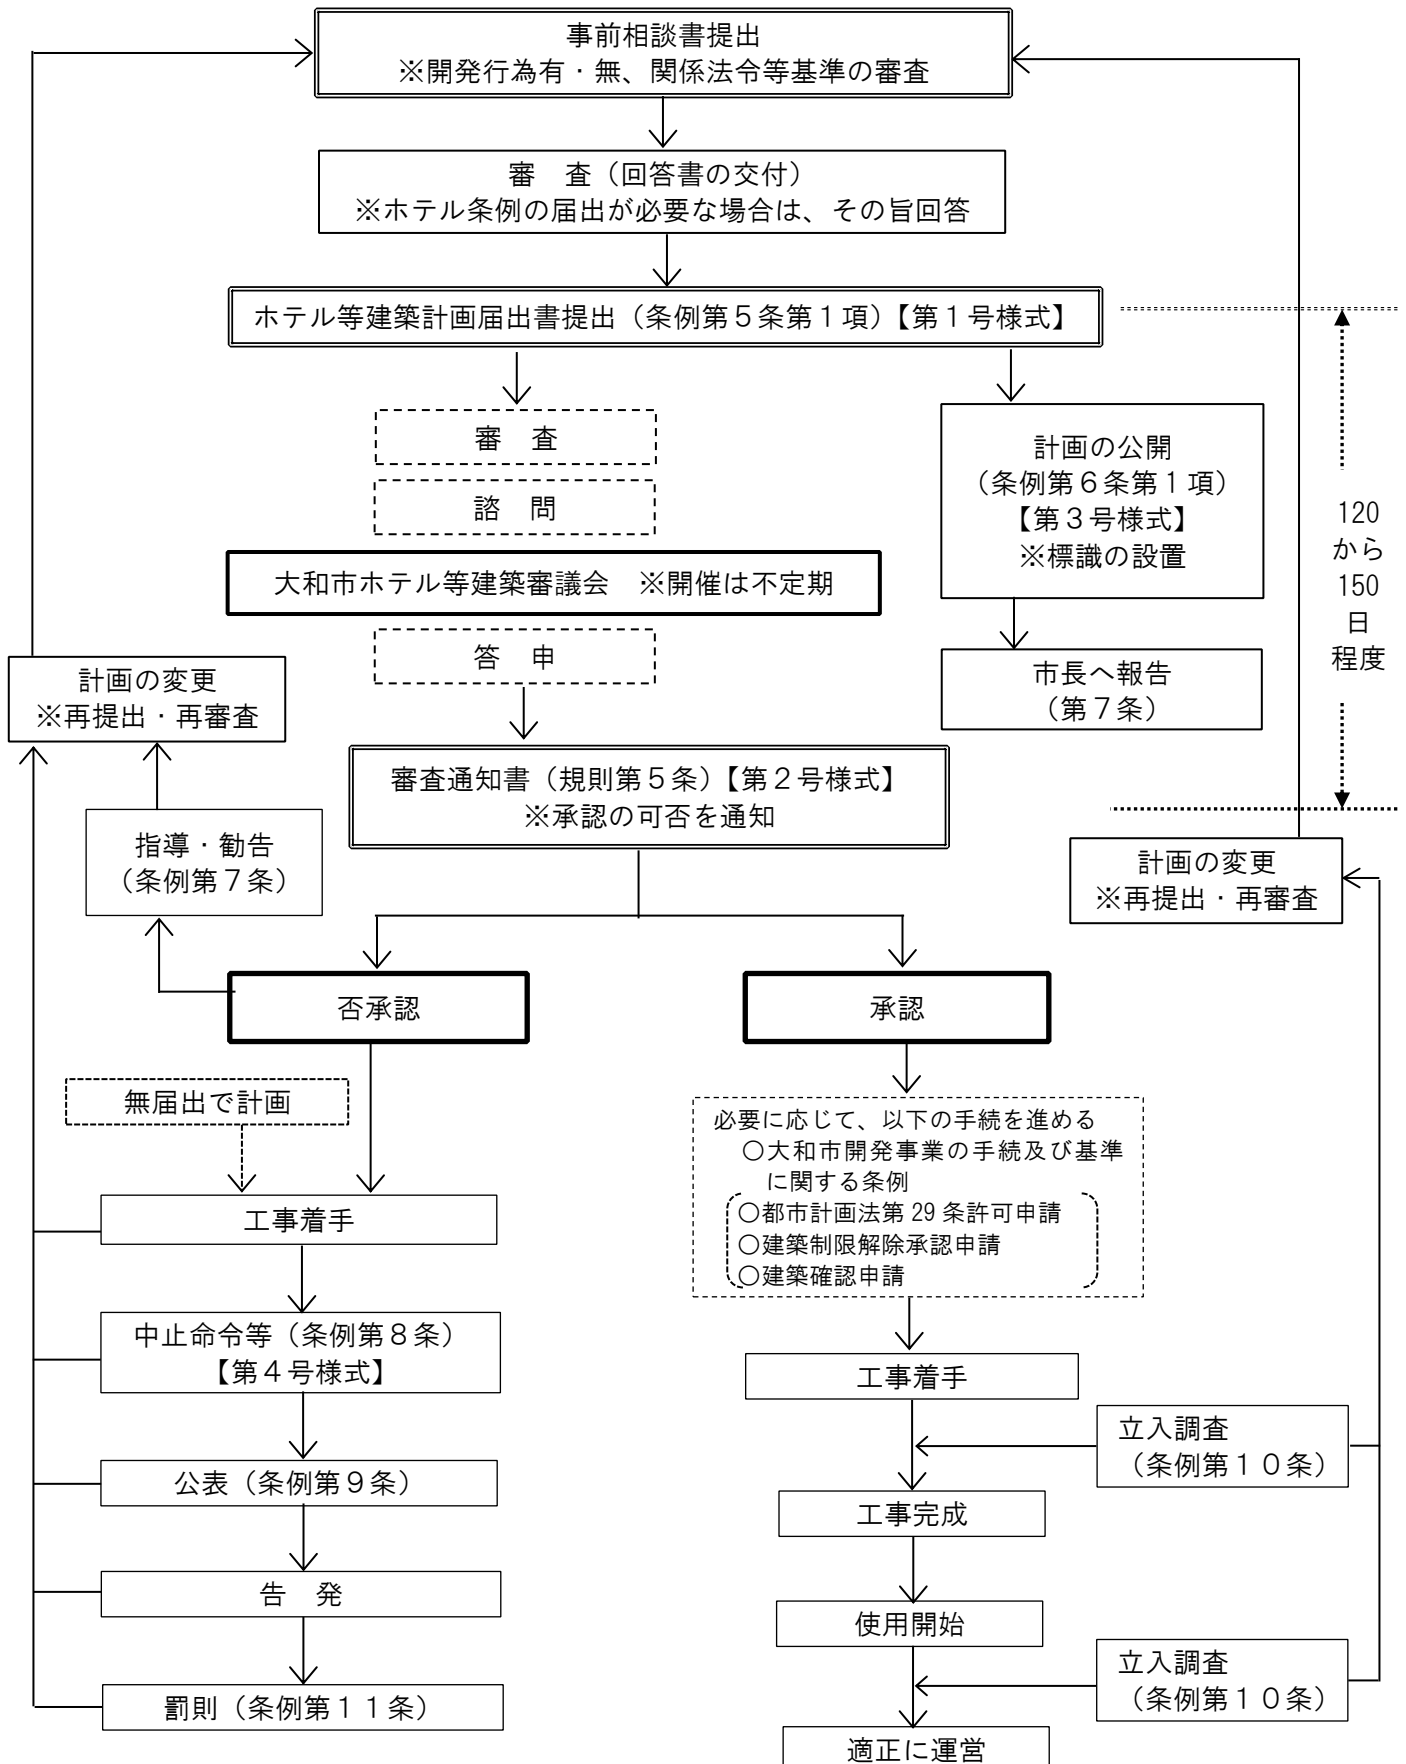 事前相談書提出
※開発行為有・無、関係法令等基準の審査
審　査（回答書の交付）
※ホテル条例の届出が必要な場合は、その旨回答
ホテル等建築計画届出書提出（条例第５条第１項）【第１号様式】
審　査
諮　問
大和市ホテル等建築審議会　※開催は不定期
答　申
計画の公開
（条例第６条第１項）
【第３号様式】
※標識の設置
市長へ報告
（第７条）
120
から
150
日
程度
計画の変更
※再提出・再審査
審査通知書（規則第５条）【第２号様式】
※承認の可否を通知
指導・勧告
（条例第７条）
計画の変更
※再提出・再審査
否承認
承認
無届出で計画
工事着手
中止命令等（条例第８条）
【第４号様式】
公表（条例第９条）
告　発
罰則（条例第１１条）
必要に応じて、以下の手続を進める
○大和市開発事業の手続及び基準
に関する条例
○都市計画法第 29 条許可申請
○建築制限解除承認申請
○建築確認申請
工事着手
立入調査
（条例第１０条）
工事完成
使用開始
立入調査
（条例第１０条）
適正に運営